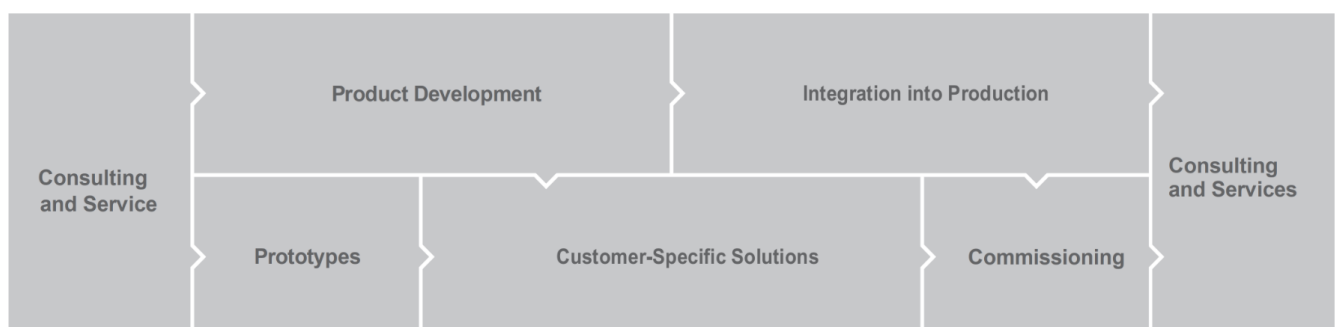 Consulting
and Service
Product Development
Integration into Production
Prototypes
Customer-Specific Solutions
Commissioning
Consulting
and Services